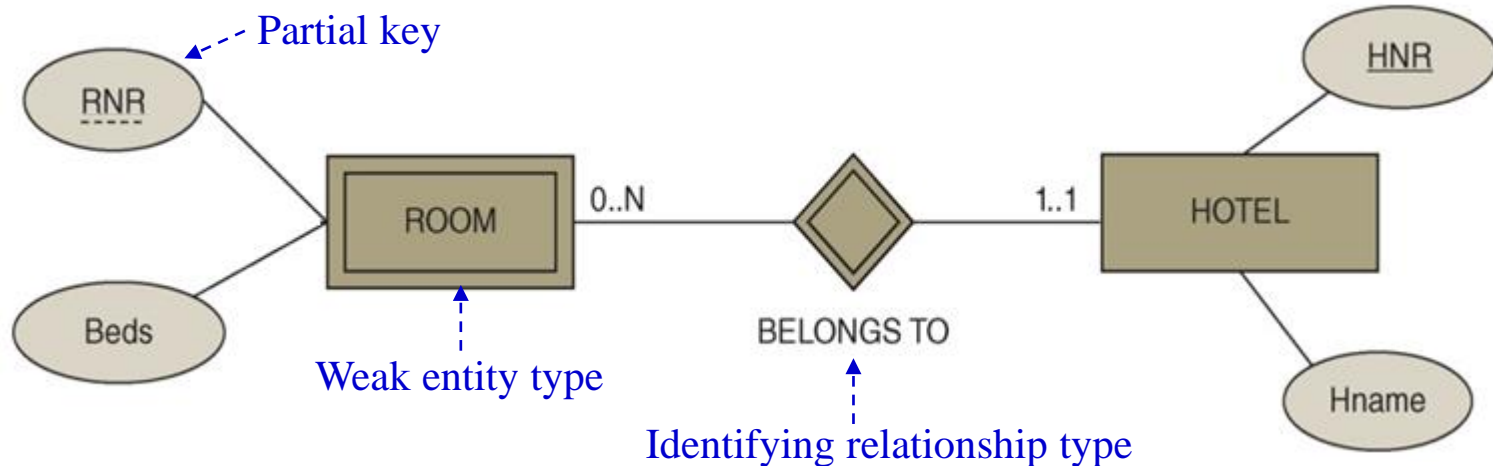 Partial key
HNR
RNR
0..N
1..1
ROOM
HOTEL
Beds
BELONGS TO
Weak entity type
Hname
Identifying relationship type